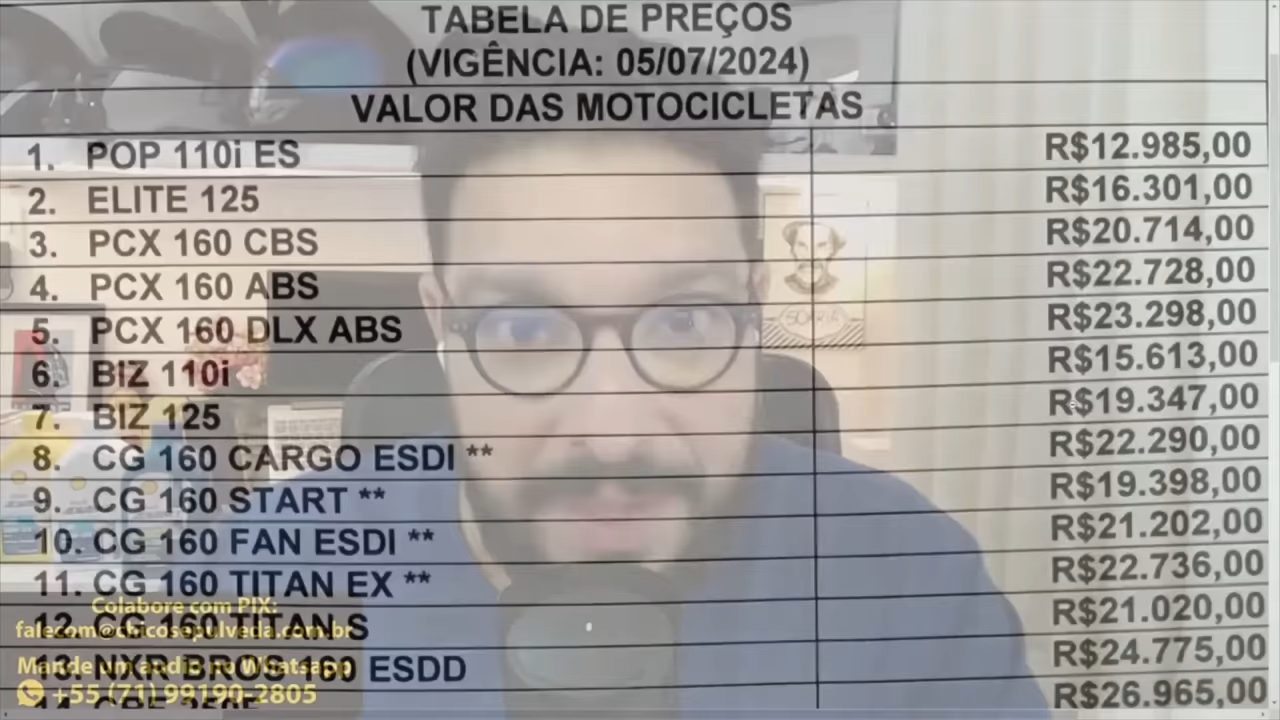 TABELA DE PREÇOS
(VIGÊNCIA: 05/07/2024)
VALOR DAS MOTOCICLETAS
1. POP 110i ES R$12.985,00
2. ELITE 125 R$16.301,00
3. PCX 160 CBS R$20.714,00
4. PCX 160 ABS R$22.728,00
5. PCX 160 DLX ABS R$23.298,00
6. BIZ 110i R$15.613,00
7. BIZ 125 R$19.347,00
8. CG 160 CARGO ESDI ** R$22.290,00
9. CG 160 START ** R$19.398,00
10. CG 160 FAN ESDI ** R$21.202,00
11. CG 160 TITAN EX ** R$22.736,00
12. CG 160 TITAN S R$21.020,00
13. NXR BROS 160 ESDD R$24.775,00
14. R$26.965,00
Colabore com PIX:
falecom@chicosepulveda.com.br
Mande um audio no Whatsapp
+55 (71) 99190-2805